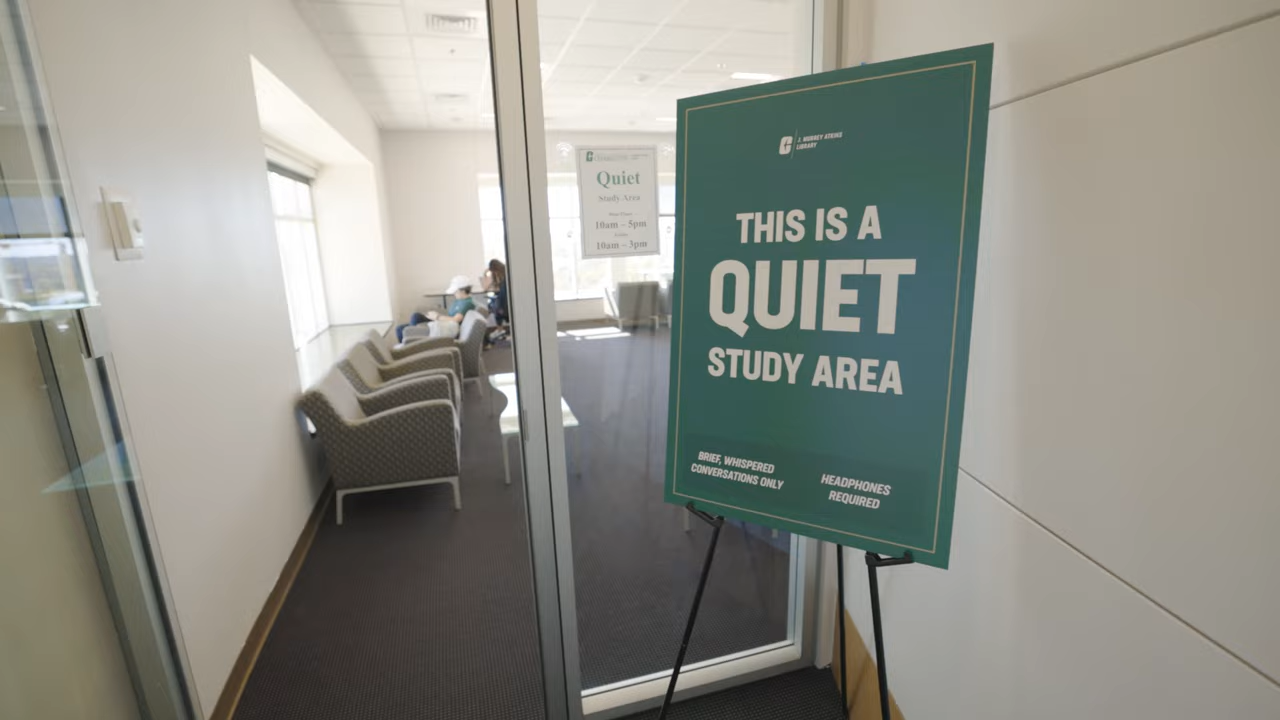 Quiet
Study Area
10am – 5pm
10am – 3pm
J. MURREY ATKINS
LIBRARY
THIS IS A
QUIET
STUDY AREA
BRIEF, WHISPERED
CONVERSATIONS ONLY
HEADPHONES
REQUIRED